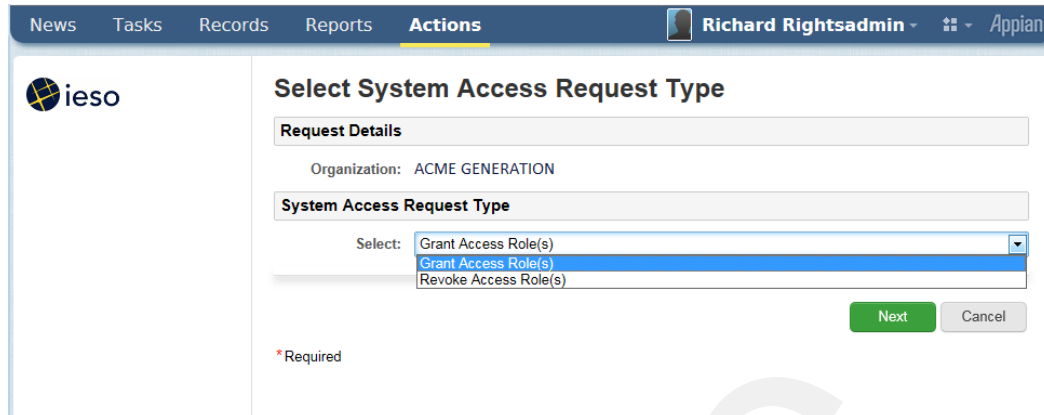 News Tasks Records Reports Actions Richard Rightsadmin Appian
ieso
Select System Access Request Type
Request Details
Organization: ACME GENERATION
System Access Request Type
Select: Grant Access Role(s)
Grant Access Role(s)
Revoke Access Role(s)
Next Cancel
*Required